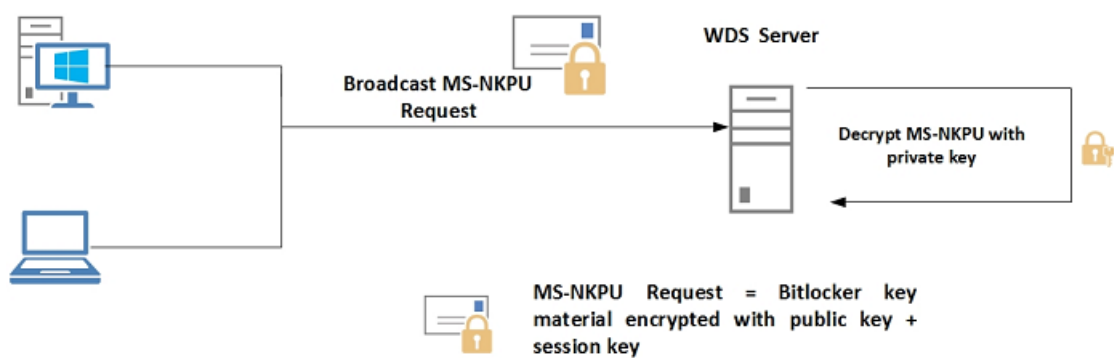 WDS Server
Broadcast MS-NKPU
Request
Decrypt MS-NKPU with
private key
MS-NKPU Request = Bitlocker key
material encrypted with public key +
session key